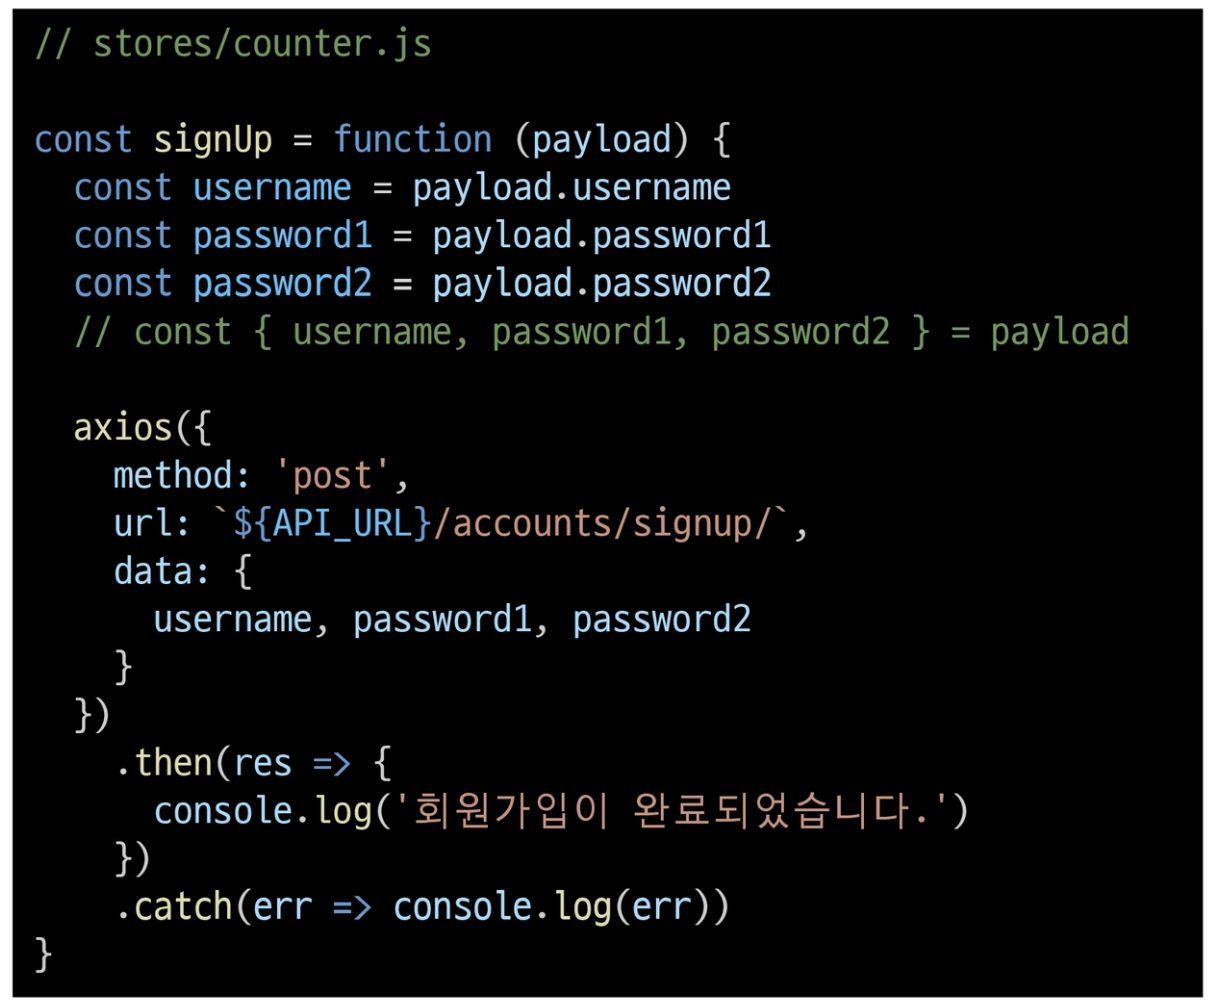 // stores/counter.js
const signUp = function (payload) {
const username = payload.username
const password1 = payload.password1
const password2 = payload.password2
// const { username, password1, password2 } = payload
axios({
method: 'post',
url: `${API_URL}/accounts/signup/`,
data: {
username, password1, password2
}
})
.then(res => {
console.log('회원가입이 완료되었습니다.')
})
.catch(err => console.log(err))
}